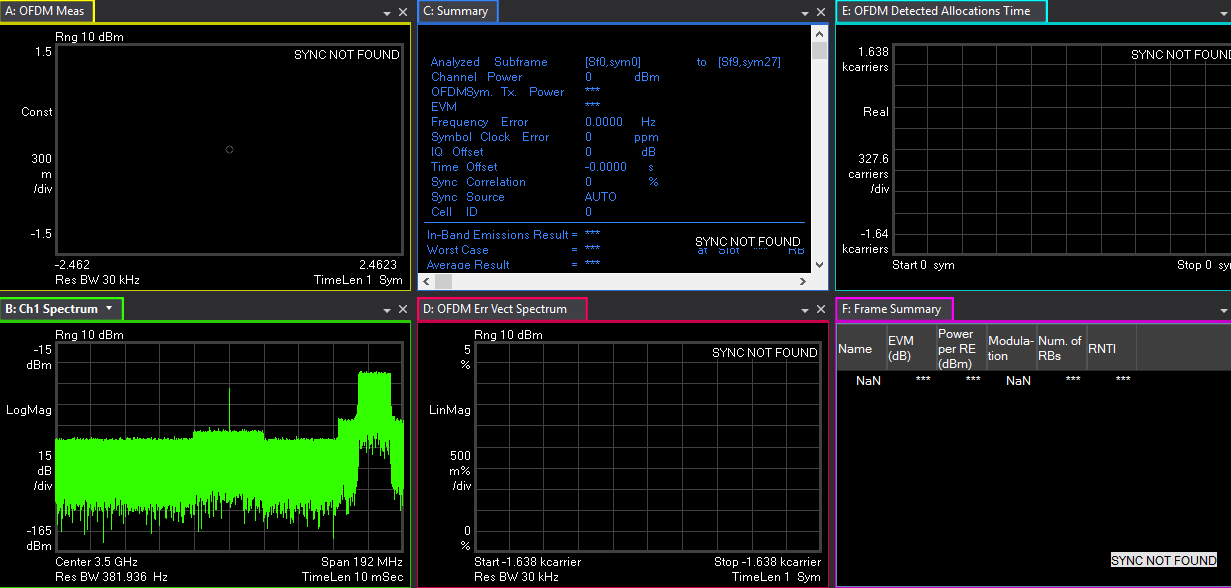 A: OFDM Meas
Rng 10 dBm
1.5
SYNC NOT FOUND
Const
300
m
/div
-1.5
-2.462 2.4623
Res BW 30 kHz TimeLen 1 Sym
C: Summary
Analyzed Subframe [Sf0,sym0] to [Sf9,sym27]
Channel Power 0 dBm
OFDMSym. Tx. Power ***
EVM ***
Frequency Error 0.0000 Hz
Symbol Clock Error 0 ppm
IQ Offset 0 dB
Time Offset -0.0000 s
Sync Correlation 0 %
Sync Source AUTO
Cell ID 0
In-Band Emissions Result = ***
SYNC NOT FOUND
Worst Case = *** at Slot *** RB
Average Result = ***
E: OFDM Detected Allocations Time
1.638
kcarriers
SYNC NOT FOUN
Real
327.6
carriers
/div
-1.64
kcarriers
Start 0 sym Stop 0 sy
B: Ch1 Spectrum
Rng 10 dBm
-15
dBm
LogMag
15
dB
/div
-165
dBm
Center 3.5 GHz Span 192 MHz
Res BW 381.936 Hz TimeLen 10 mSec
D: OFDM Err Vect Spectrum
Rng 10 dBm
5
%
SYNC NOT FOUND
LinMag
500
m%
/div
0
%
Start -1.638 kcarrier Stop -1.638 kcarrier
Res BW 30 kHz TimeLen 1 Sym
F: Frame Summary
Name EVM (dB) Power per RE (dBm) Modula-tion Num. of RBs RNTI
NaN *** *** NaN *** ***
SYNC NOT FOUND